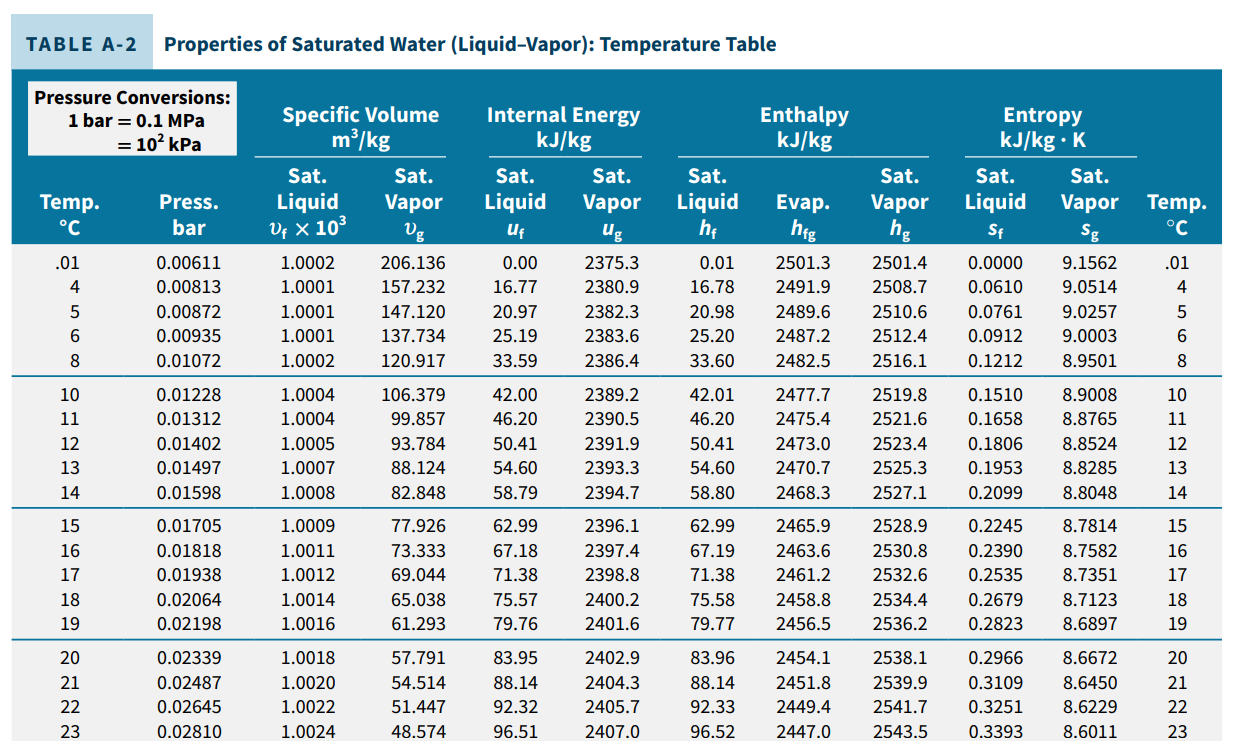 TABLE A-2 Properties of Saturated Water (Liquid–Vapor): Temperature Table
Pressure Conversions:
1 bar = 0.1 MPa
= 10² kPa
Specific Volume Internal Energy Enthalpy Entropy
m³/kg kJ/kg kJ/kg kJ/kg · K
Sat. Sat. Sat. Sat. Sat. Sat. Sat. Sat.
Temp. Press. Liquid Vapor Liquid Vapor Liquid Evap. Vapor Liquid Vapor Temp.
°C bar υf × 10³ υg uf ug hf hfg hg sf sg °C
.01 0.00611 1.0002 206.136 0.00 2375.3 0.01 2501.3 2501.4 0.0000 9.1562 .01
4 0.00813 1.0001 157.232 16.77 2380.9 16.78 2491.9 2508.7 0.0610 9.0514 4
5 0.00872 1.0001 147.120 20.97 2382.3 20.98 2489.6 2510.6 0.0761 9.0257 5
6 0.00935 1.0001 137.734 25.19 2383.6 25.20 2487.2 2512.4 0.0912 9.0003 6
8 0.01072 1.0002 120.917 33.59 2386.4 33.60 2482.5 2516.1 0.1212 8.9501 8
10 0.01228 1.0004 106.379 42.00 2389.2 42.01 2477.7 2519.8 0.1510 8.9008 10
11 0.01312 1.0004 99.857 46.20 2390.5 46.20 2475.4 2521.6 0.1658 8.8765 11
12 0.01402 1.0005 93.784 50.41 2391.9 50.41 2473.0 2523.4 0.1806 8.8524 12
13 0.01497 1.0007 88.124 54.60 2393.3 54.60 2470.7 2525.3 0.1953 8.8285 13
14 0.01598 1.0008 82.848 58.79 2394.7 58.80 2468.3 2527.1 0.2099 8.8048 14
15 0.01705 1.0009 77.926 62.99 2396.1 62.99 2465.9 2528.9 0.2245 8.7814 15
16 0.01818 1.0011 73.333 67.18 2397.4 67.19 2463.6 2530.8 0.2390 8.7582 16
17 0.01938 1.0012 69.044 71.38 2398.8 71.38 2461.2 2532.6 0.2535 8.7351 17
18 0.02064 1.0014 65.038 75.57 2400.2 75.58 2458.8 2534.4 0.2679 8.7123 18
19 0.02198 1.0016 61.293 79.76 2401.6 79.77 2456.5 2536.2 0.2823 8.6897 19
20 0.02339 1.0018 57.791 83.95 2402.9 83.96 2454.1 2538.1 0.2966 8.6672 20
21 0.02487 1.0020 54.514 88.14 2404.3 88.14 2451.8 2539.9 0.3109 8.6450 21
22 0.02645 1.0022 51.447 92.32 2405.7 92.33 2449.4 2541.7 0.3251 8.6229 22
23 0.02810 1.0024 48.574 96.51 2407.0 96.52 2447.0 2543.5 0.3393 8.6011 23